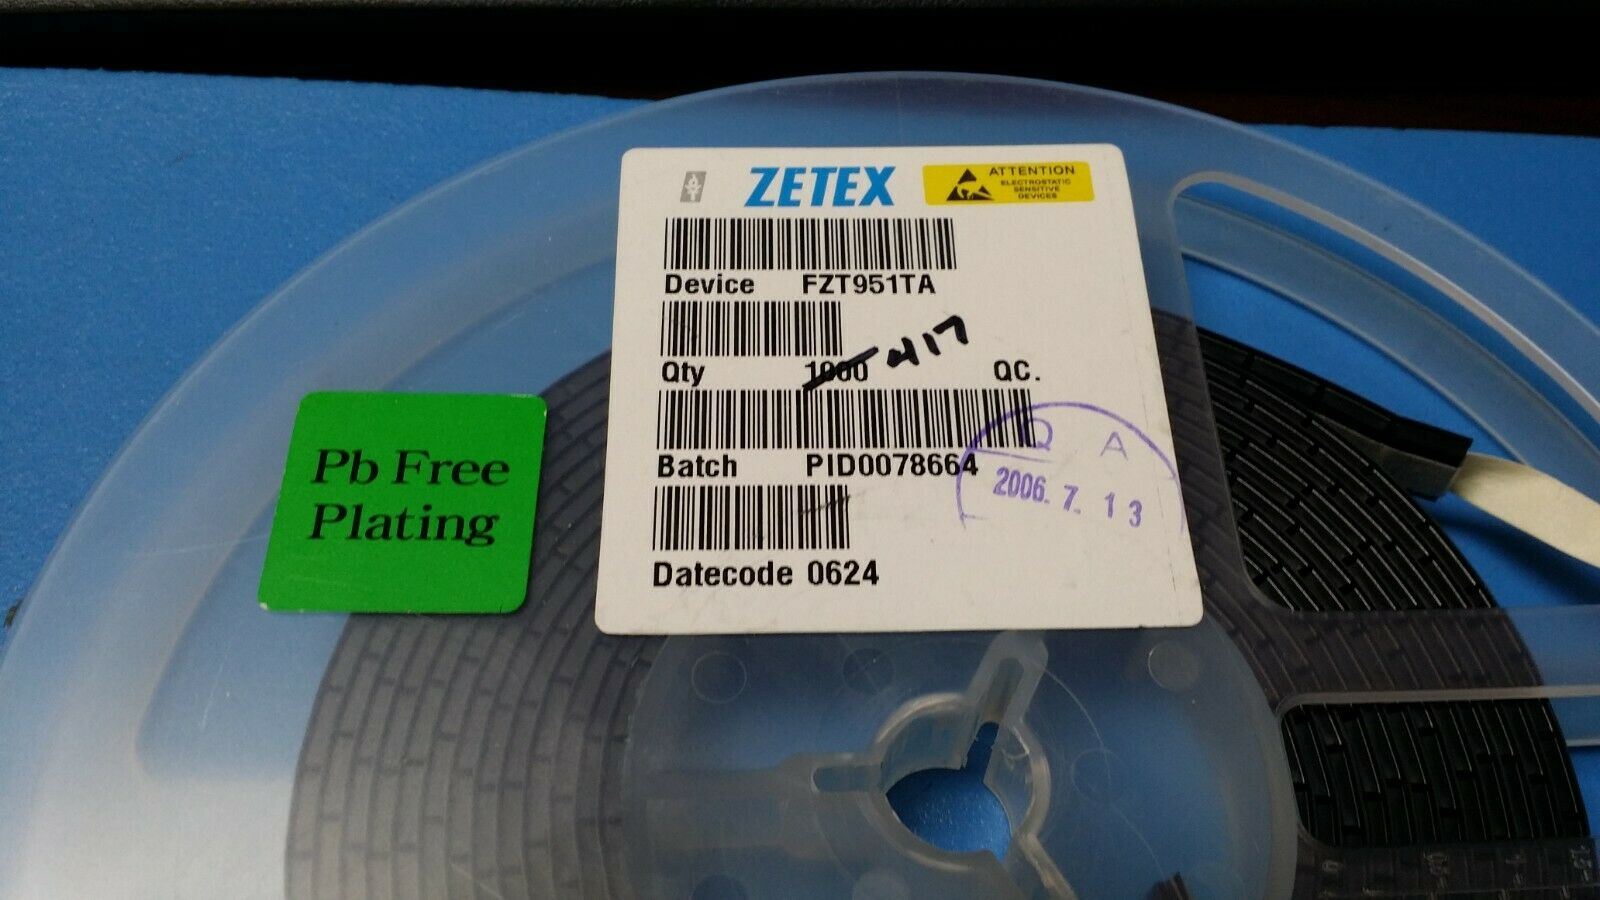 ZETEX
ATTENTION
ELECTROSTATIC
SENSITIVE
DEVICES
Device FZT951TA
Qty 1000 417 QC.
Batch PID0078664
Q A
2006. 7. 13
Datecode 0624
Pb Free
Plating